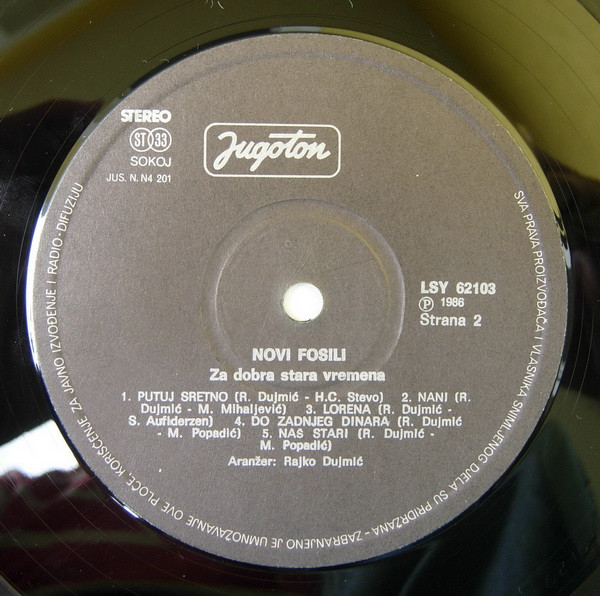 STEREO
ST 33
SOKOJ
JUS. N. N4 201
Jugoton
LSY 62103
Ⓟ 1986
Strana 2
NOVI FOSILI
Za dobra stara vremena
1. PUTUJ SRETNO (R. Dujmić - H.C. Stevo) 2. NANI (R.
Dujmić - M. Mihaljević) 3. LORENA (R. Dujmić -
S. Aufiderzen) 4. DO ZADNJEG DINARA (R. Dujmić
- M. Popadić) 5. NAŠ STARI (R. Dujmić -
M. Popadić)
Aranžer: Rajko Dujmić
SVA PRAVA PROIZVOĐAČA I VLASNIKA SNIMLJENOG DJELA SU PRIDRŽANA - ZABRANJENO JE UMNOŽAVANJE OVE PLOČE, KORIŠĆENJE ZA JAVNO IZVOĐENJE I RADIO-DIFUZIJU